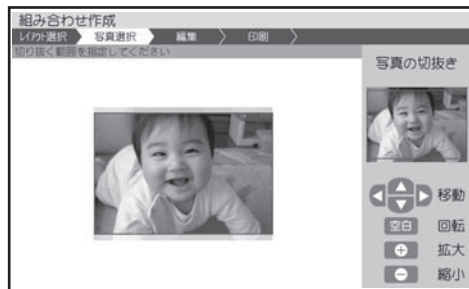 組み合わせ作成
レイアウト選択 写真選択 編集 印刷
切り抜く範囲を指定してください
写真の切抜き
移動
空白 回転
拡大
縮小